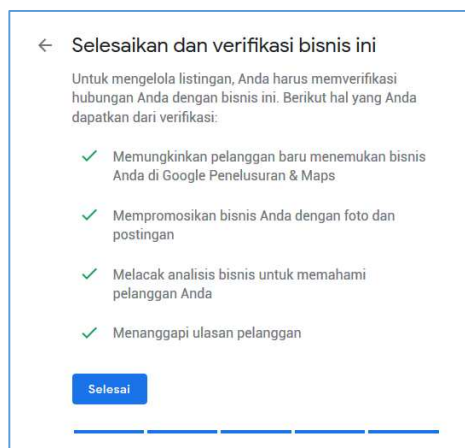 Selesaikan dan verifikasi bisnis ini
Untuk mengelola listingan, Anda harus memverifikasi
hubungan Anda dengan bisnis ini. Berikut hal yang Anda
dapatkan dari verifikasi:
Memungkinkan pelanggan baru menemukan bisnis
Anda di Google Penelusuran & Maps
Mempromosikan bisnis Anda dengan foto dan
postingan
Melacak analisis bisnis untuk memahami
pelanggan Anda
Menanggapi ulasan pelanggan
Selesai